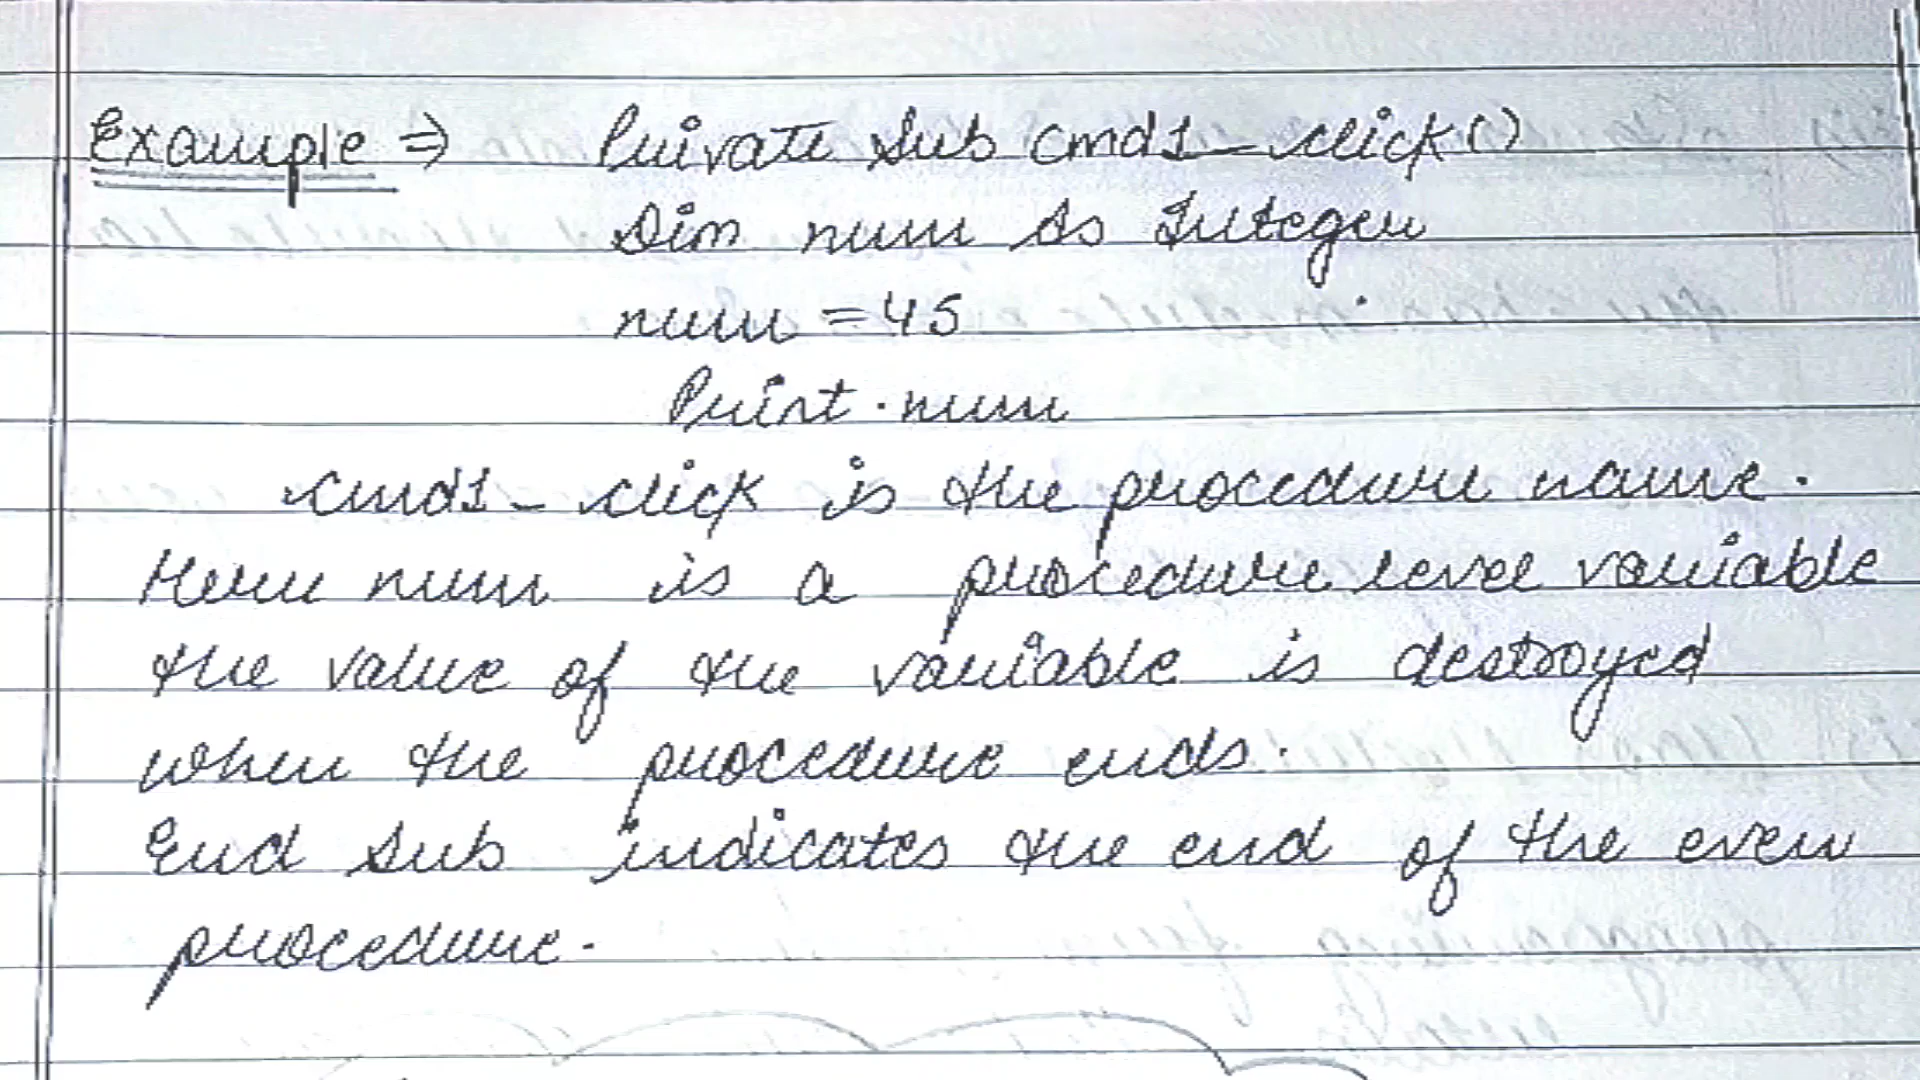 Example ⇒ Private Sub cmd1_click()
Dim num As Integer
num = 45
Print.num
cmd1_click is the procedure name.
Here num is a procedure level variable
the value of the variable is destroyed
when the procedure ends.
End Sub indicates the end of the even
procedure.